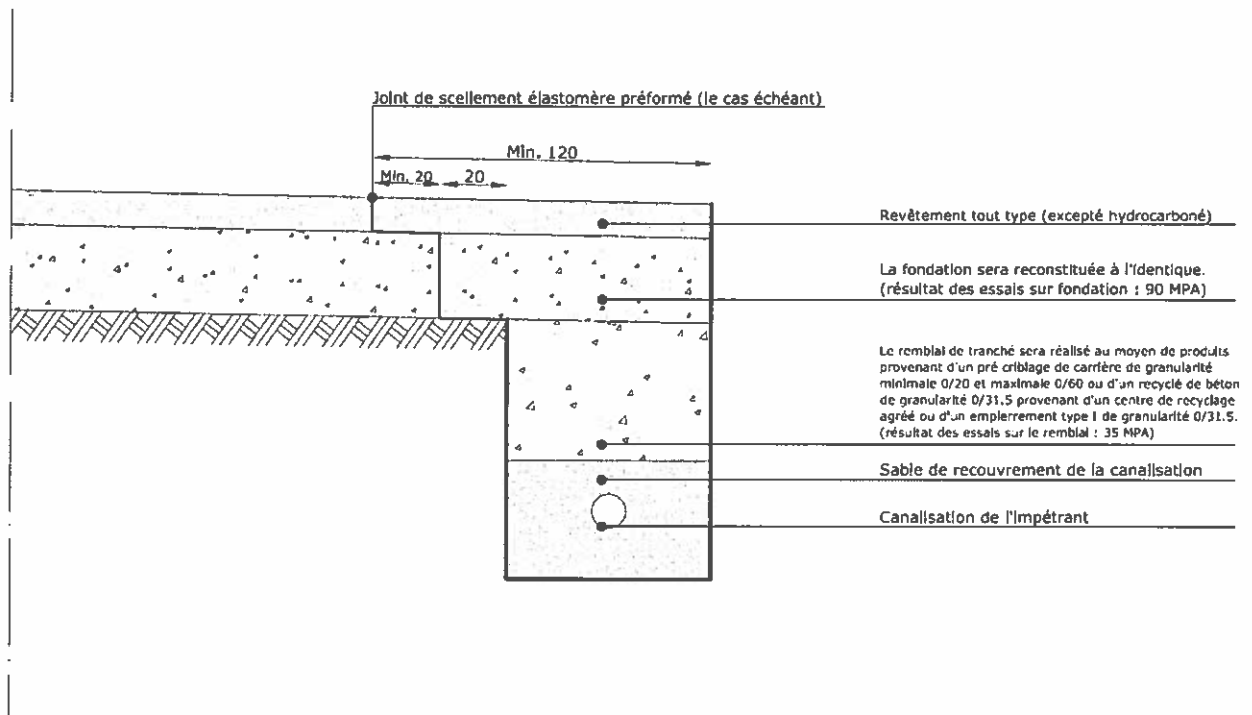 Joint de scellement élastomère préformé (le cas échéant)
Min. 120
Min. 20
20
Revêtement tout type (excepté hydrocarboné)
La fondation sera reconstituée à l'identique.
(résultat des essais sur fondation : 90 MPA)
Le remblai de tranché sera réalisé au moyen de produits
provenant d'un pré criblage de carrière de granularité
minimale 0/20 et maximale 0/60 ou d'un recyclé de béton
de granularité 0/31.5 provenant d'un centre de recyclage
agréé ou d'un empierrement type I de granularité 0/31.5.
(résultat des essais sur le remblai : 35 MPA)
Sable de recouvrement de la canalisation
Canalisation de l'impétrant